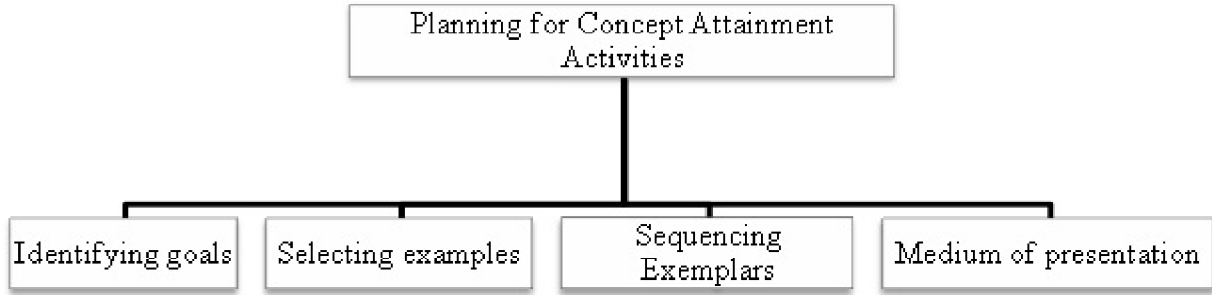 Planning for Concept Attainment
Activities
Identifying goals
Selecting examples
Sequencing
Exemplars
Medium of presentation